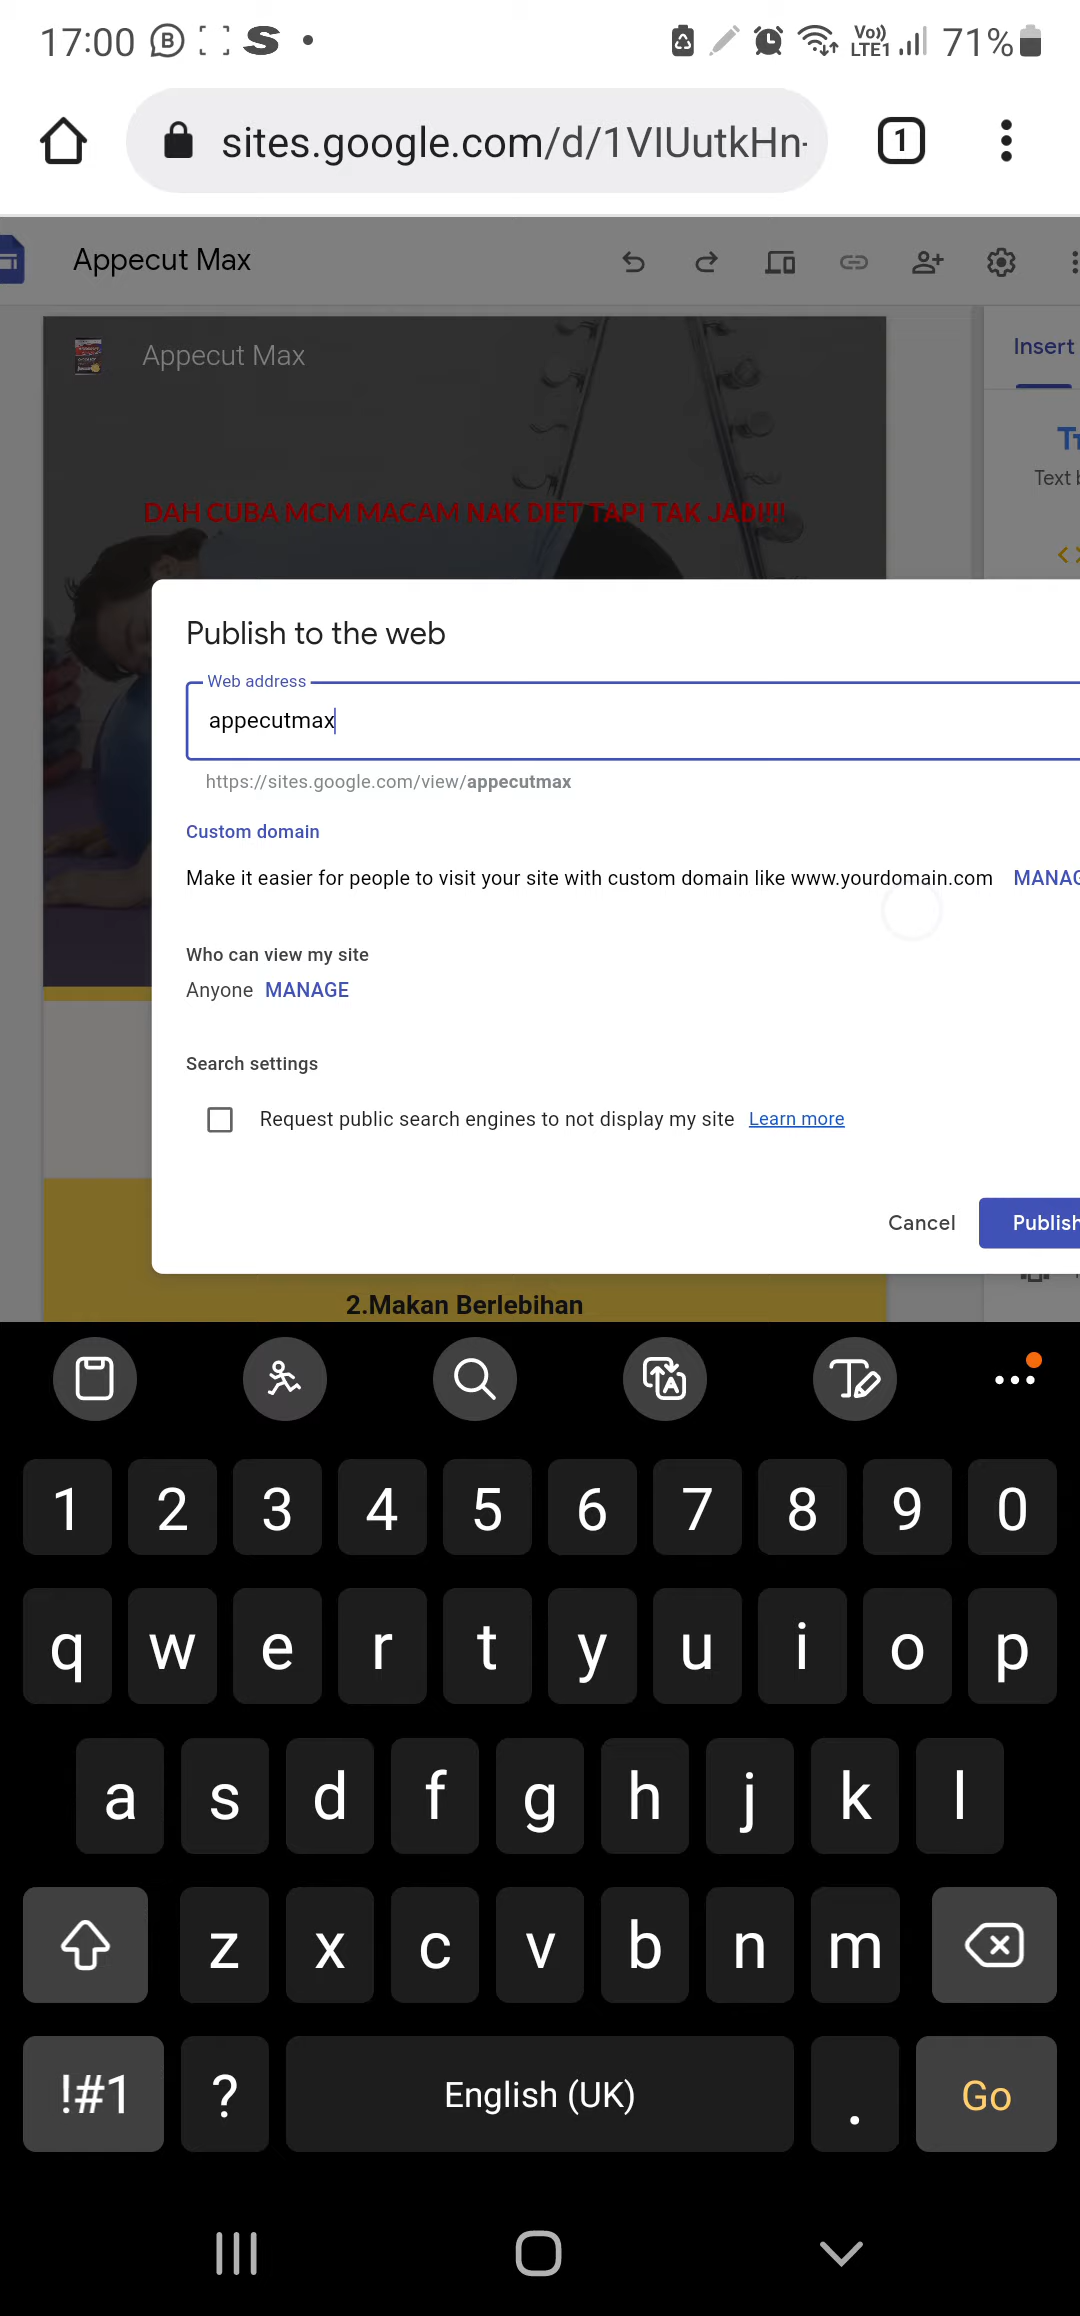 17:00
Vo))
LTE1
71%
sites.google.com/d/1VIUutkHn-
1
Appecut Max
Appecut Max
Insert
DAH CUBA MCM MACAM NAK DIET TAPI TAK JADI!!!
Text b
Publish to the web
Web address
appecutmax
https://sites.google.com/view/appecutmax
Custom domain
Make it easier for people to visit your site with custom domain like www.yourdomain.com MANAG
Who can view my site
Anyone MANAGE
Search settings
Request public search engines to not display my site Learn more
Cancel Publish
2.Makan Berlebihan
1 2 3 4 5 6 7 8 9 0
q w e r t y u i o p
a s d f g h j k l
z x c v b n m
!#1 ? English (UK) . Go